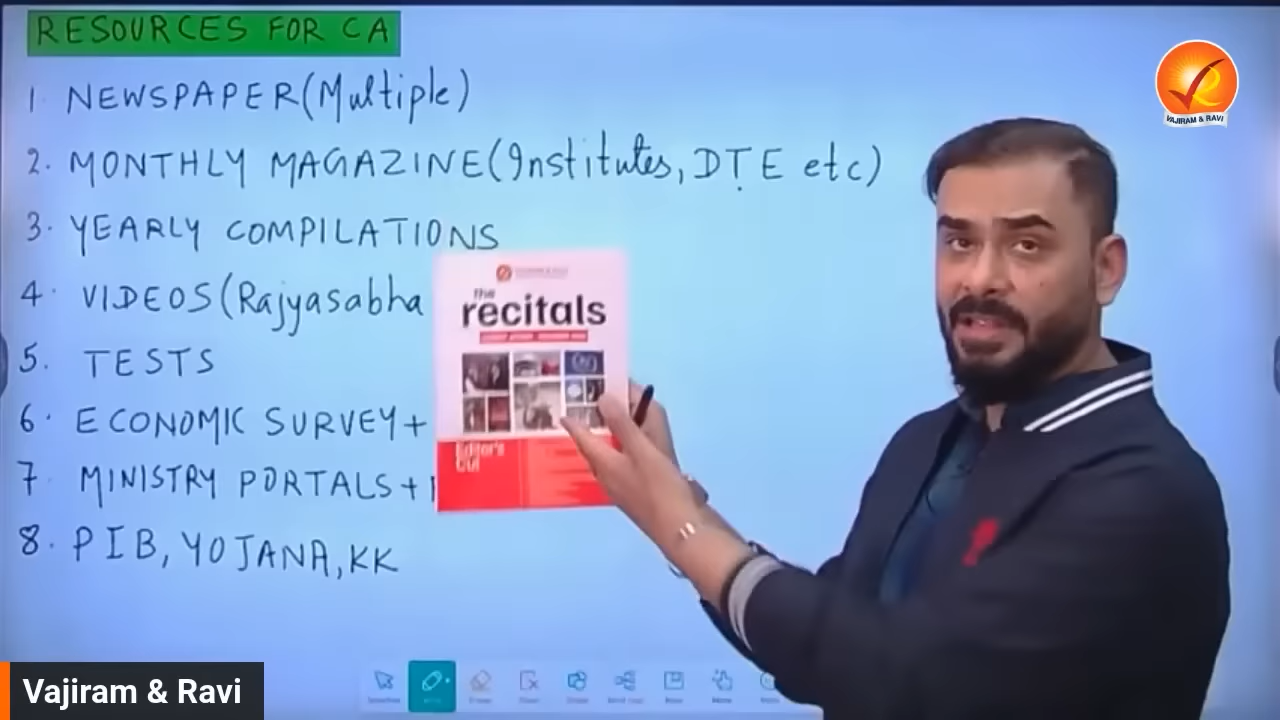 RESOURCES FOR CA
1. NEWSPAPER(Multiple)
2. MONTHLY MAGAZINE(Institutes, DTE etc)
3. YEARLY COMPILATIONS
4. VIDEOS(Rajyasabha
5. TESTS
6. ECONOMIC SURVEY+
7 MINISTRY PORTALS+
8. PIB, YOJANA, KK
the
recitals
Editor's
Cut
VAJIRAM & RAVI
Vajiram & Ravi